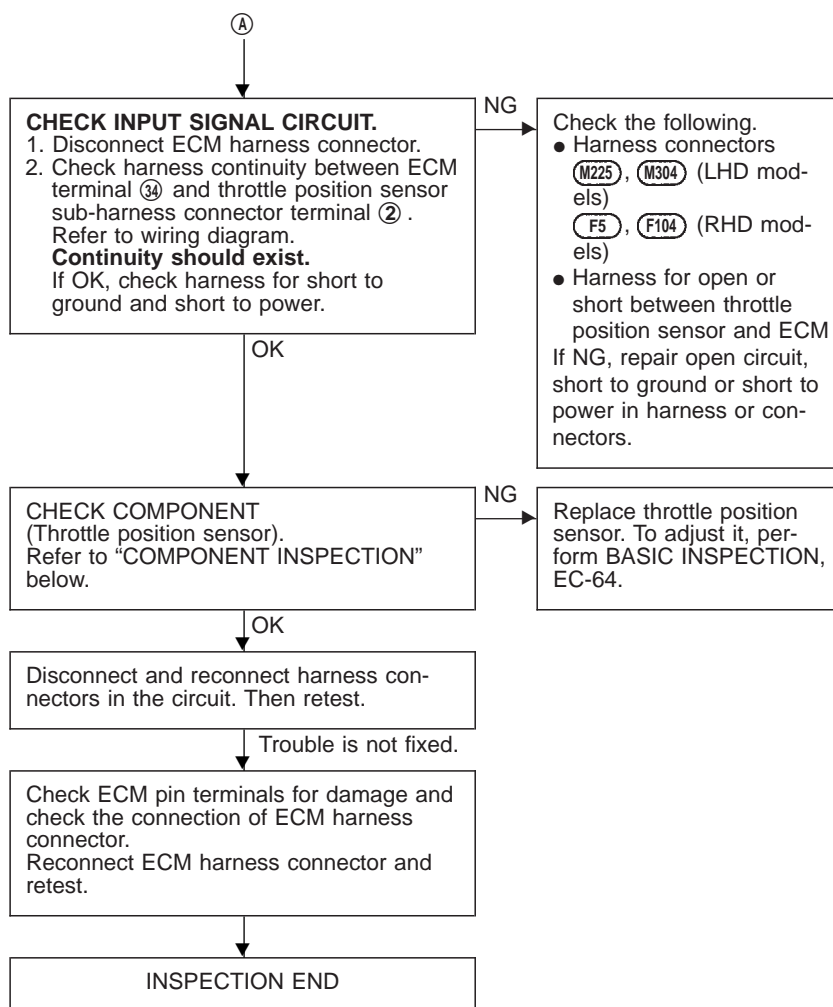 Ⓐ
CHECK INPUT SIGNAL CIRCUIT.
1. Disconnect ECM harness connector.
2. Check harness continuity between ECM
terminal ㉞ and throttle position sensor
sub-harness connector terminal ② .
Refer to wiring diagram.
Continuity should exist.
If OK, check harness for short to
ground and short to power.
NG
Check the following.
● Harness connectors
M225, M304 (LHD mod-
els)
F5, F104 (RHD mod-
els)
● Harness for open or
short between throttle
position sensor and ECM
If NG, repair open circuit,
short to ground or short to
power in harness or con-
nectors.
OK
CHECK COMPONENT
(Throttle position sensor).
Refer to “COMPONENT INSPECTION”
below.
NG
Replace throttle position
sensor. To adjust it, per-
form BASIC INSPECTION,
EC-64.
OK
Disconnect and reconnect harness con-
nectors in the circuit. Then retest.
Trouble is not fixed.
Check ECM pin terminals for damage and
check the connection of ECM harness
connector.
Reconnect ECM harness connector and
retest.
INSPECTION END